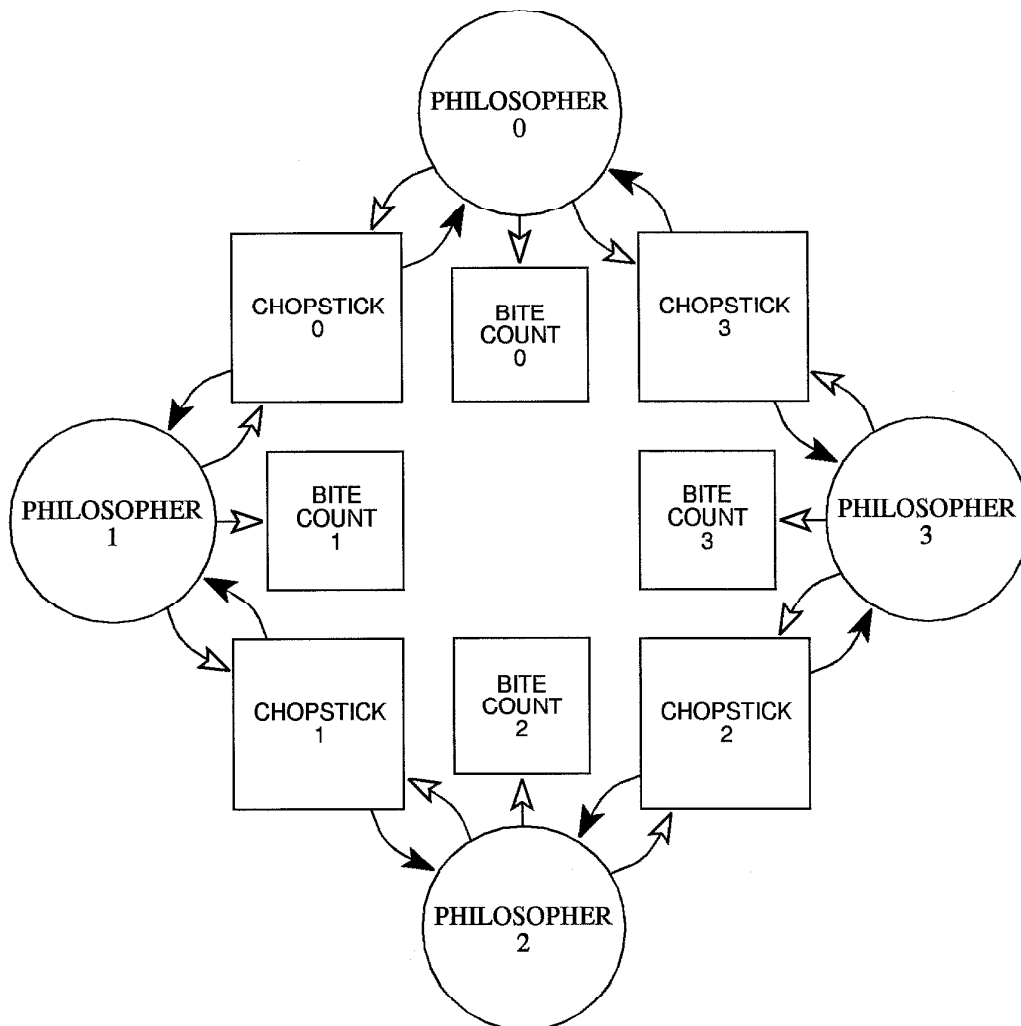 PHILOSOPHER
0
CHOPSTICK
0
BITE
COUNT
0
CHOPSTICK
3
PHILOSOPHER
1
BITE
COUNT
1
BITE
COUNT
3
PHILOSOPHER
3
CHOPSTICK
1
BITE
COUNT
2
CHOPSTICK
2
PHILOSOPHER
2